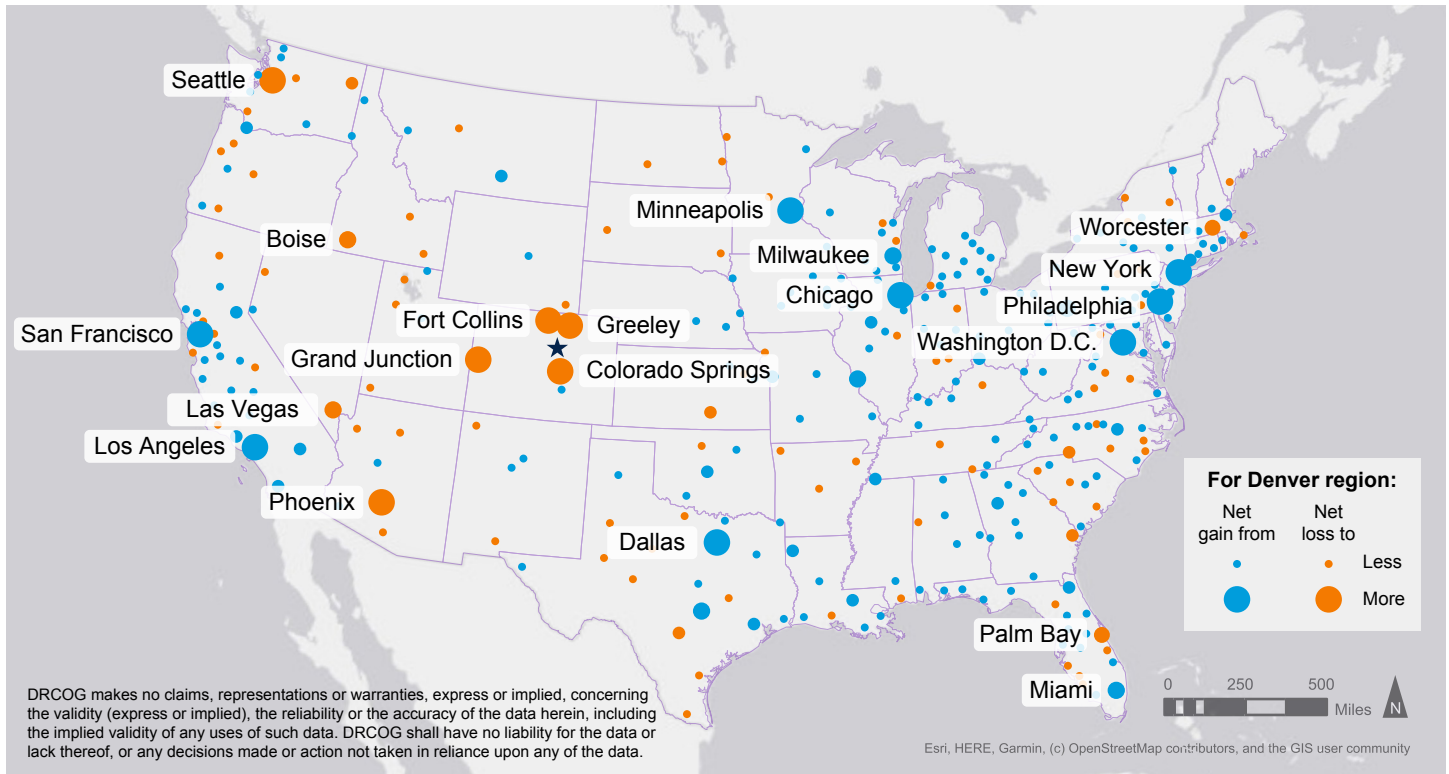 Seattle
Minneapolis
Worcester
Boise
Milwaukee
New York
Chicago
Philadelphia
Fort Collins
Greeley
San Francisco
Washington D.C.
Grand Junction
Colorado Springs
Las Vegas
Los Angeles
Phoenix
Dallas
Palm Bay
Miami
For Denver region:
Net Net
gain from loss to
Less
More
0 250 500
Miles
N
DRCOG makes no claims, representations or warranties, express or implied, concerning
the validity (express or implied), the reliability or the accuracy of the data herein, including
the implied validity of any uses of such data. DRCOG shall have no liability for the data or
lack thereof, or any decisions made or action not taken in reliance upon any of the data.
Esri, HERE, Garmin, (c) OpenStreetMap contributors, and the GIS user community